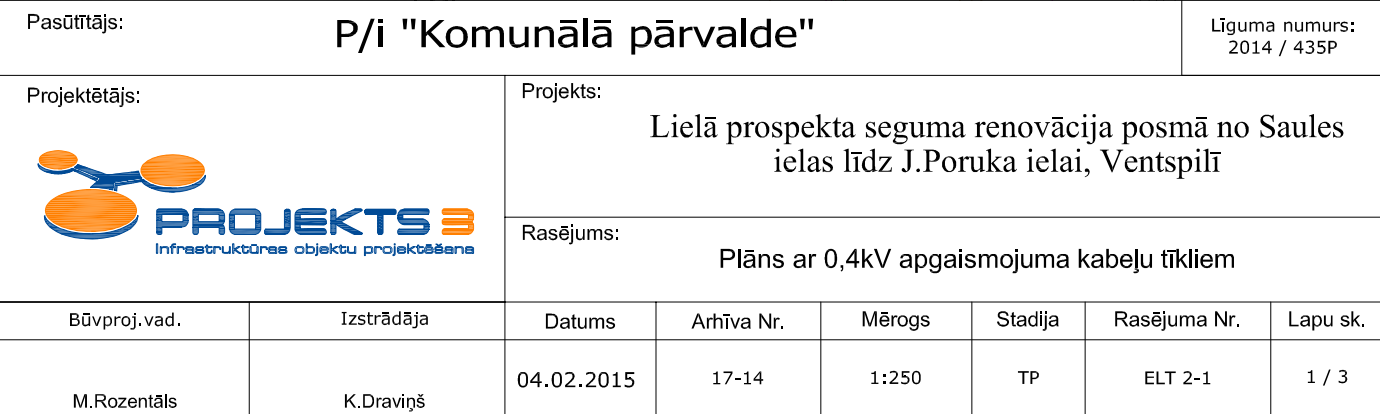 Pasūtītājs:
P/i "Komunālā pārvalde"
Līguma numurs:
2014 / 435P
Projektētājs:
PROJEKTS 3
Infrastruktūras objektu projektēšana
Projekts:
Lielā prospekta seguma renovācija posmā no Saules
ielas līdz J.Poruka ielai, Ventspilī
Rasējums:
Plāns ar 0,4kV apgaismojuma kabeļu tīkliem
Būvproj.vad. Izstrādāja Datums Arhīva Nr. Mērogs Stadija Rasējuma Nr. Lapu sk.
M.Rozentāls K.Draviņš 04.02.2015 17-14 1:250 TP ELT 2-1 1 / 3